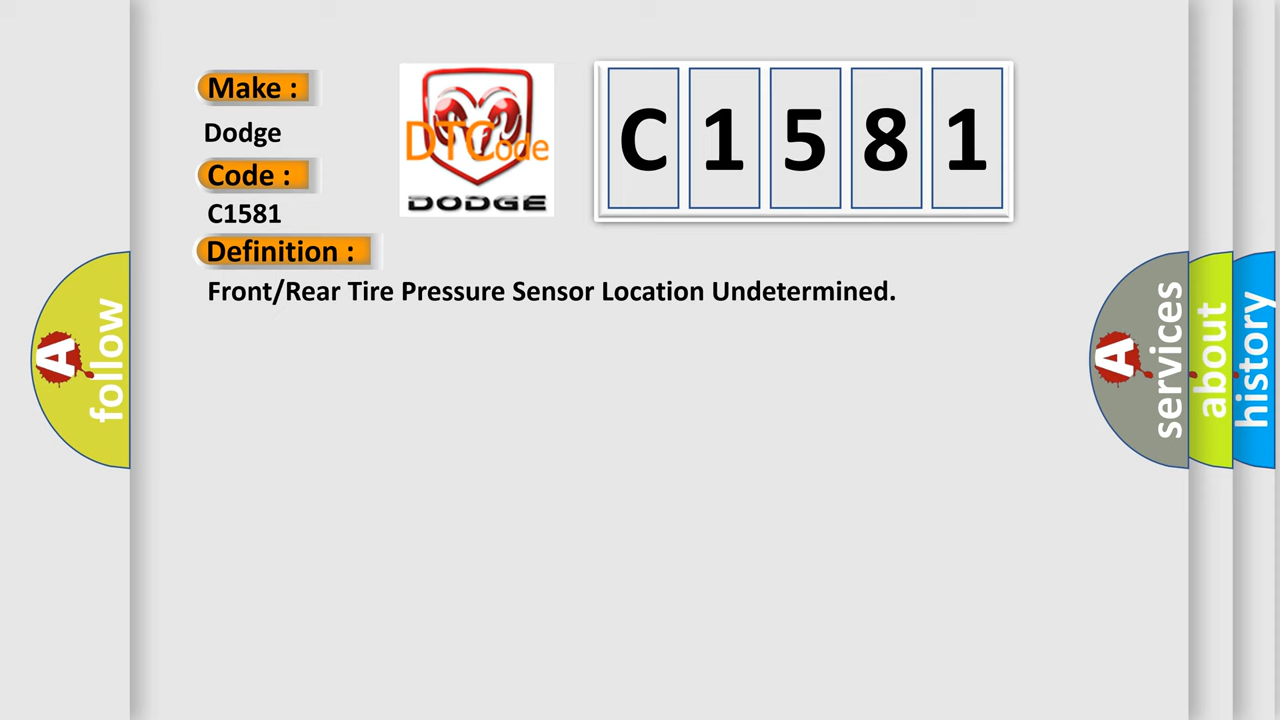 Make :
Dodge
Code :
C1581
Definition :
Front/Rear Tire Pressure Sensor Location Undetermined.
DTCode
DODGE
C1581
A follow
A services
about
history